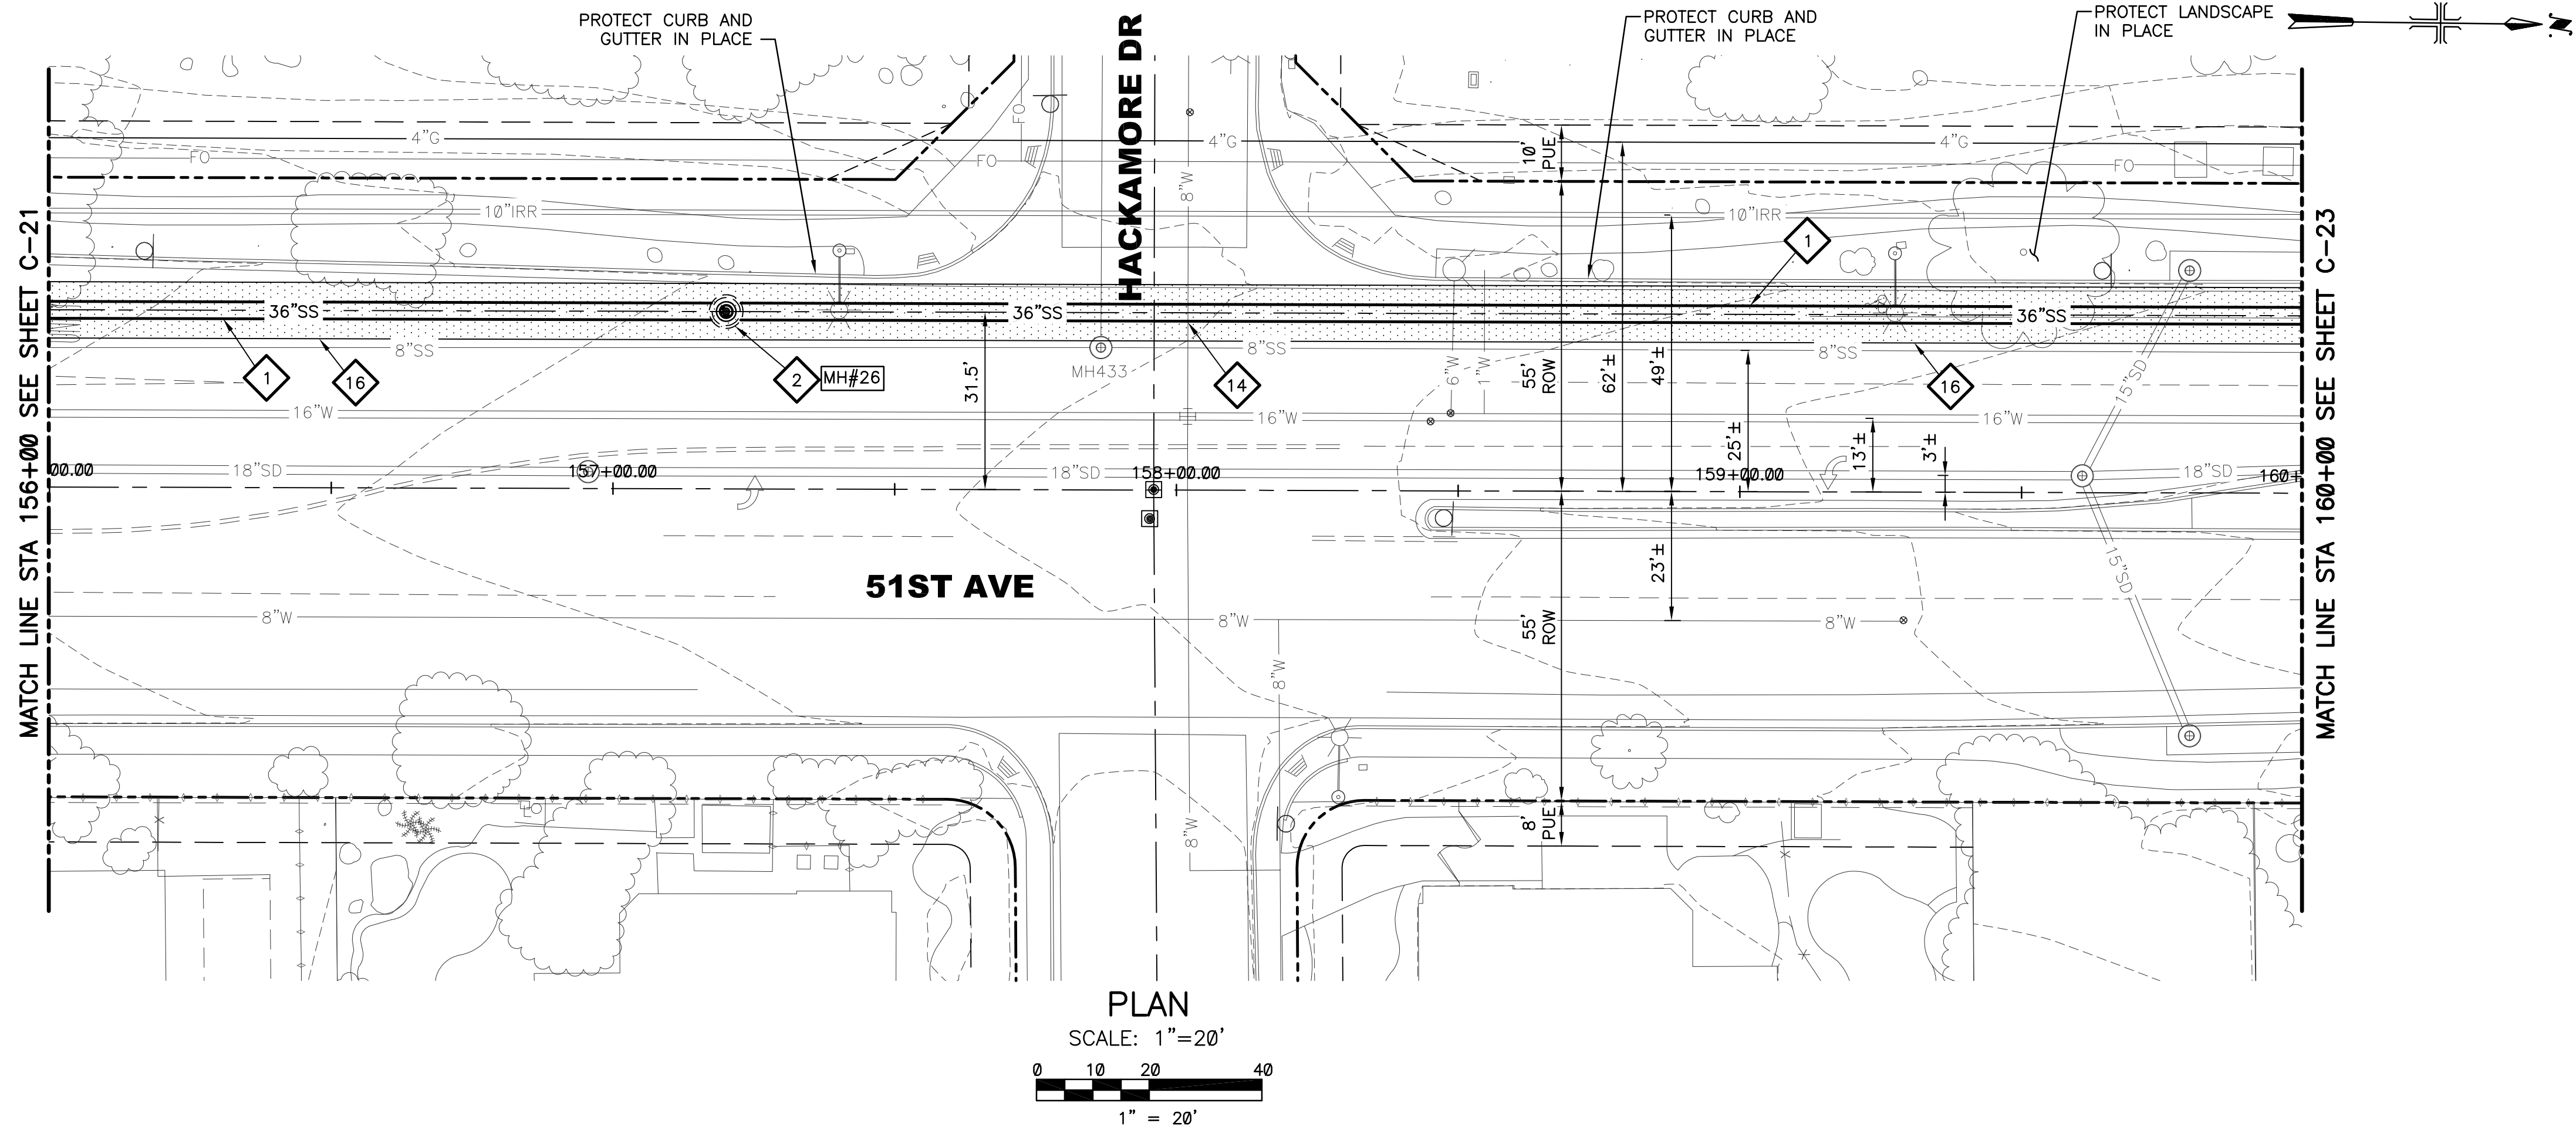 PROTECT CURB AND
GUTTER IN PLACE
HACKAMORE DR
PROTECT CURB AND
GUTTER IN PLACE
PROTECT LANDSCAPE
IN PLACE
N
4"G
4"G
4"G
FO
FO
FO
FO
10'
PUE
8"W
10"IRR
10"IRR
1
36"SS
36"SS
36"SS
8"SS
8"SS
8"SS
1
16
2
MH#26
MH433
31.5'
14
6"W
1"W
55'
ROW
62'±
49'±
16
15"SD
16"W
16"W
16"W
25'±
13'±
3'±
00.00
18"SD
157+00.00
18"SD
158+00.00
159+00.00
18"SD
160+
MATCH LINE STA 156+00 SEE SHEET C-21
MATCH LINE STA 160+00 SEE SHEET C-23
51ST AVE
23'±
15"SD
8"W
8"W
8"W
55'
ROW
8"W
8"W
8'
PUE
PLAN
SCALE: 1"=20'
0 10 20 40
1" = 20'